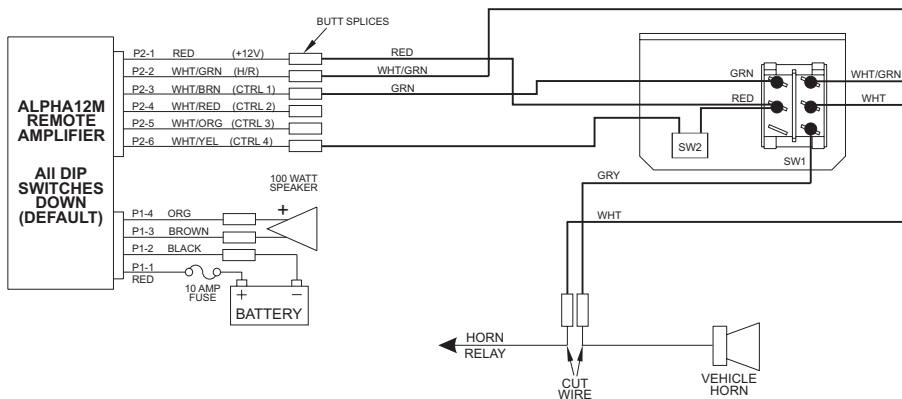 BUTT SPLICES
P2-1 RED (+12V) RED
P2-2 WHT/GRN (H/R) WHT/GRN
P2-3 WHT/BRN (CTRL 1) GRN
P2-4 WHT/RED (CTRL 2)
P2-5 WHT/ORG (CTRL 3)
P2-6 WHT/YEL (CTRL 4)
ALPHA12M
REMOTE
AMPLIFIER
All DIP
SWITCHES
DOWN
(DEFAULT)
100 WATT
SPEAKER
+
P1-4 ORG
P1-3 BROWN
P1-2 BLACK
P1-1
RED
10 AMP
FUSE
+ –
BATTERY
GRN
WHT/GRN
RED
WHT
SW2
SW1
GRY
WHT
HORN
RELAY
CUT
WIRE
VEHICLE
HORN